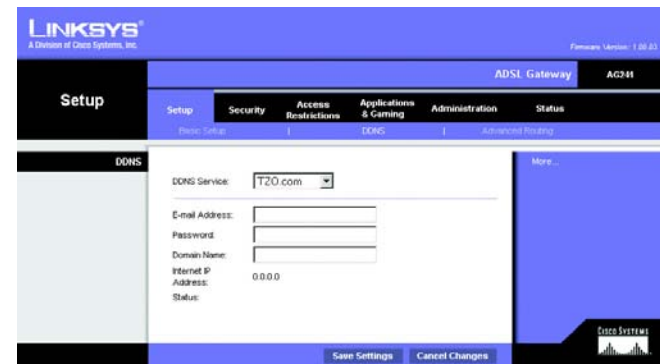 LINKSYS®
A Division of Cisco Systems, Inc.
Firmware Version: 1.00.03
ADSL Gateway AG241
Setup
Setup Security Access Restrictions Applications & Gaming Administration Status
Basic Setup | DDNS | Advanced Routing
DDNS
DDNS Service: TZO.com
More...
E-mail Address:
Password:
Domain Name:
Internet IP Address: 0.0.0.0
Status:
Save Settings Cancel Changes
CISCO SYSTEMS